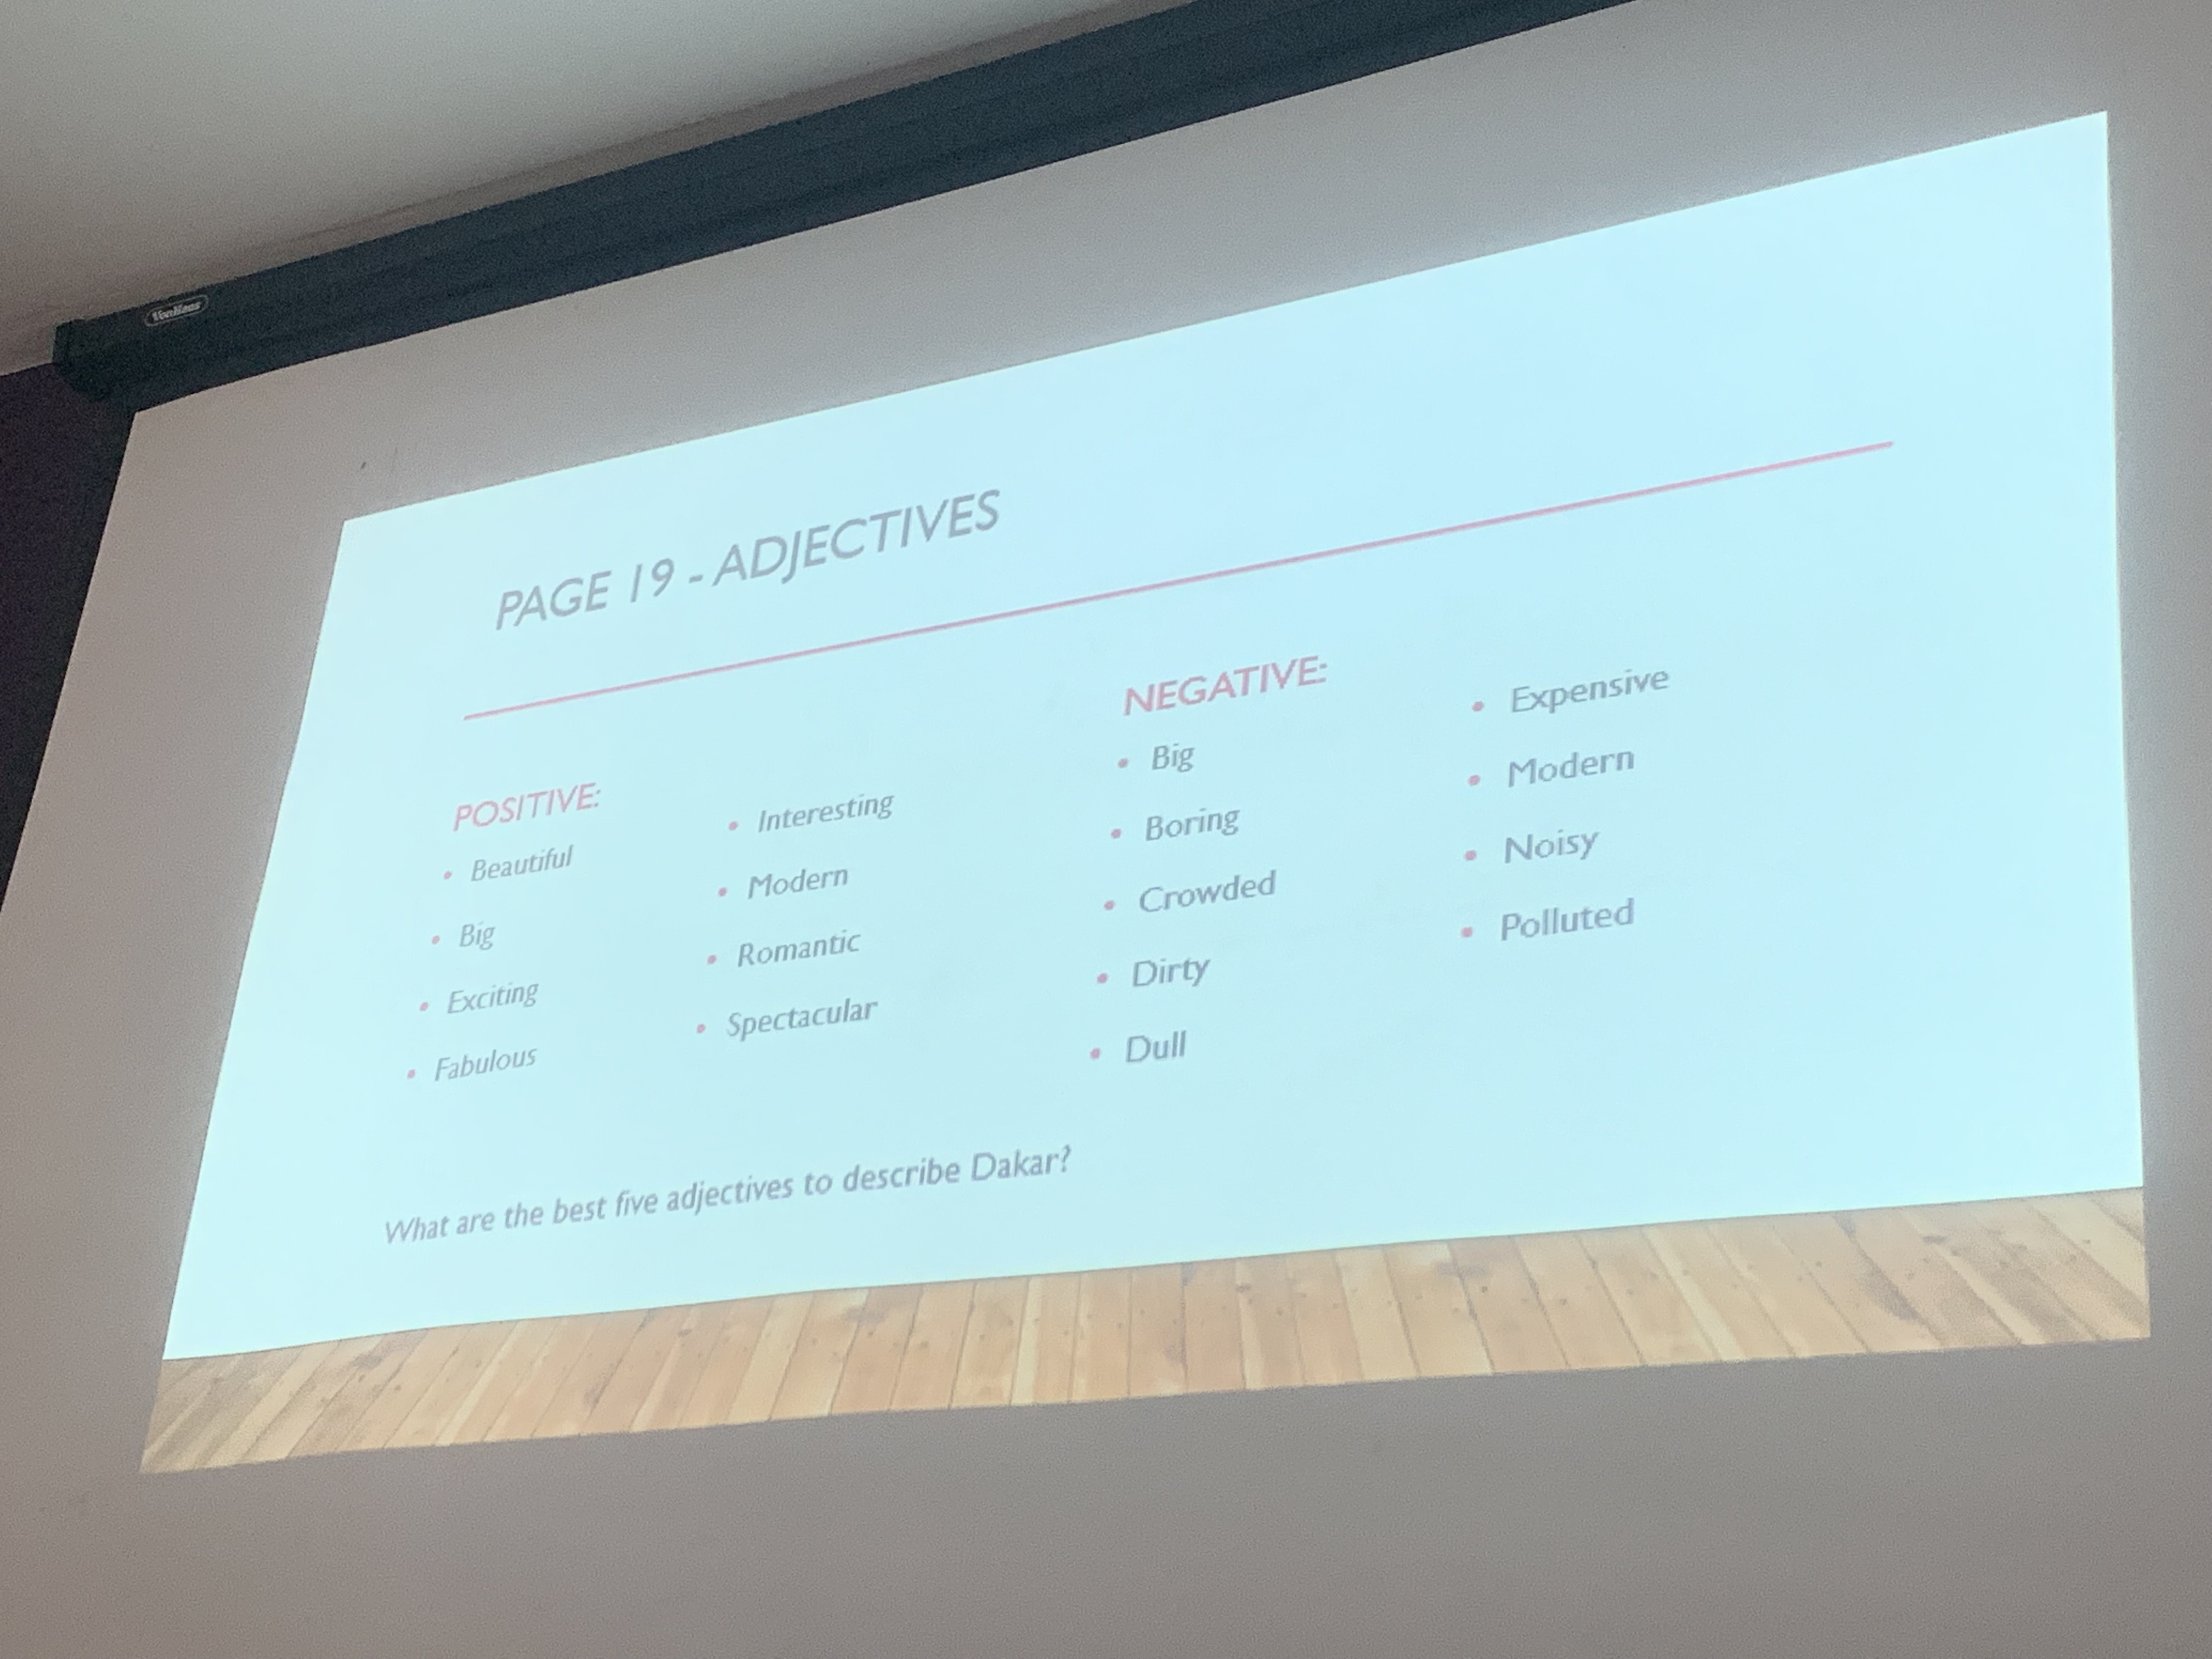 VonHaus
PAGE 19 - ADJECTIVES
POSITIVE:
• Beautiful
• Big
• Exciting
• Fabulous
• Interesting
• Modern
• Romantic
• Spectacular
NEGATIVE:
• Big
• Boring
• Crowded
• Dirty
• Dull
• Expensive
• Modern
• Noisy
• Polluted
What are the best five adjectives to describe Dakar?